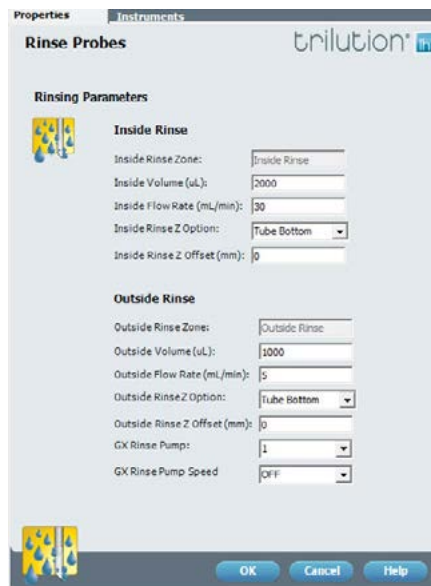 Properties
Instruments
Rinse Probes
trilution® lh
Rinsing Parameters
Inside Rinse
Inside Rinse Zone: Inside Rinse
Inside Volume (uL): 2000
Inside Flow Rate (mL/min): 30
Inside Rinse Z Option: Tube Bottom
Inside Rinse Z Offset (mm): 0
Outside Rinse
Outside Rinse Zone: Outside Rinse
Outside Volume (uL): 1000
Outside Flow Rate (mL/min): 5
Outside Rinse Z Option: Tube Bottom
Outside Rinse Z Offset (mm): 0
GX Rinse Pump: 1
GX Rinse Pump Speed OFF
OK Cancel Help